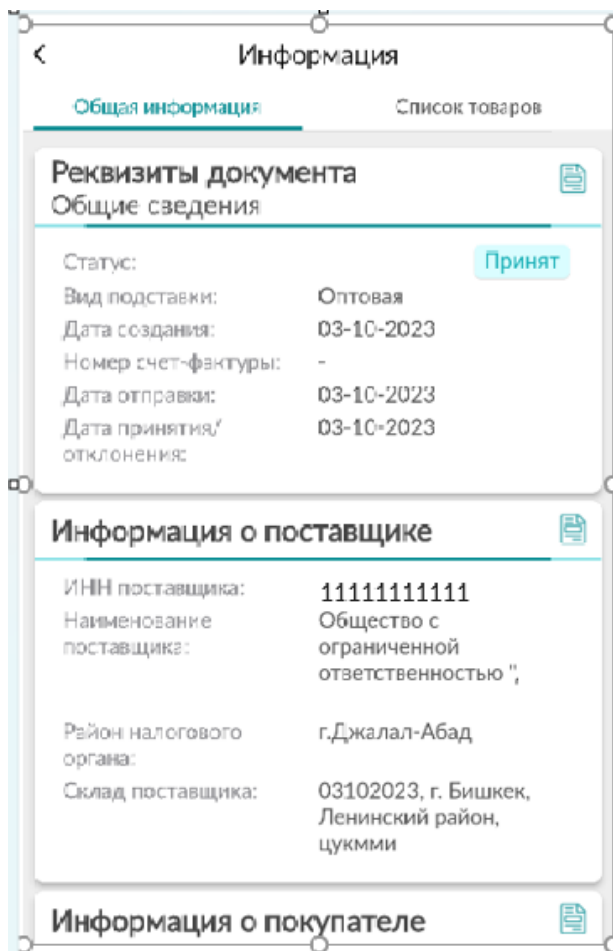 Информация
Общая информация Список товаров
Реквизиты документа
Общие сведения
Статус: Принят
Вид подставки: Оптовая
Дата создания: 03-10-2023
Номер счет-фактуры: -
Дата отправки: 03-10-2023
Дата принятия/ 03-10-2023
отклонения:
Информация о поставщике
ИНН поставщика: 11111111111
Наименование Общество с
поставщика: ограниченной
ответственностью ",
Район налогового г.Джалал-Абад
органа:
Склад поставщика: 03102023, г. Бишкек,
Ленинский район,
цукмми
Информация о покупателе